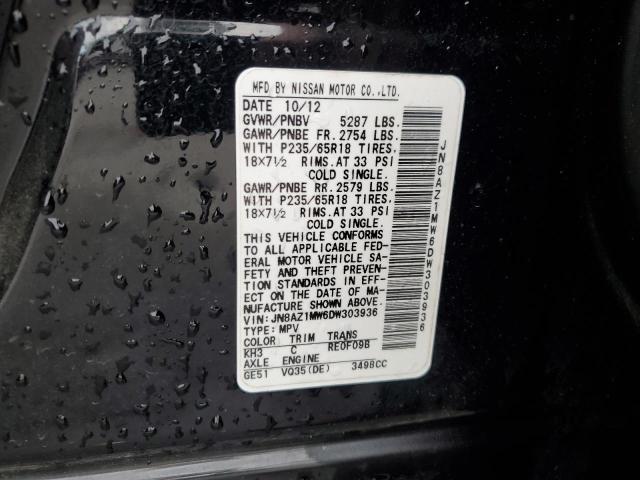 MFD BY NISSAN MOTOR CO.,LTD.
DATE 10/12
GVWR/PNBV 5287 LBS.
GAWR/PNBE FR. 2754 LBS.
WITH P235/65R18 TIRES.
18×7½ RIMS.AT 33 PSI
COLD SINGLE.
GAWR/PNBE RR. 2579 LBS.
WITH P235/65R18 TIRES.
18×7½ RIMS.AT 33 PSI
COLD SINGLE.
THIS VEHICLE CONFORMS
TO ALL APPLICABLE FED-
ERAL MOTOR VEHICLE SA-
FETY AND THEFT PREVEN-
TION STANDARDS IN EFF-
ECT ON THE DATE OF MA-
NUFACTURE SHOWN ABOVE.
VIN:JN8AZ1MW6DW303936
TYPE:MPV
COLOR TRIM TRANS
KH3 C RE0F09B
AXLE ENGINE
GE51 VQ35(DE) 3498CC
JN8AZ1MW6DW303936